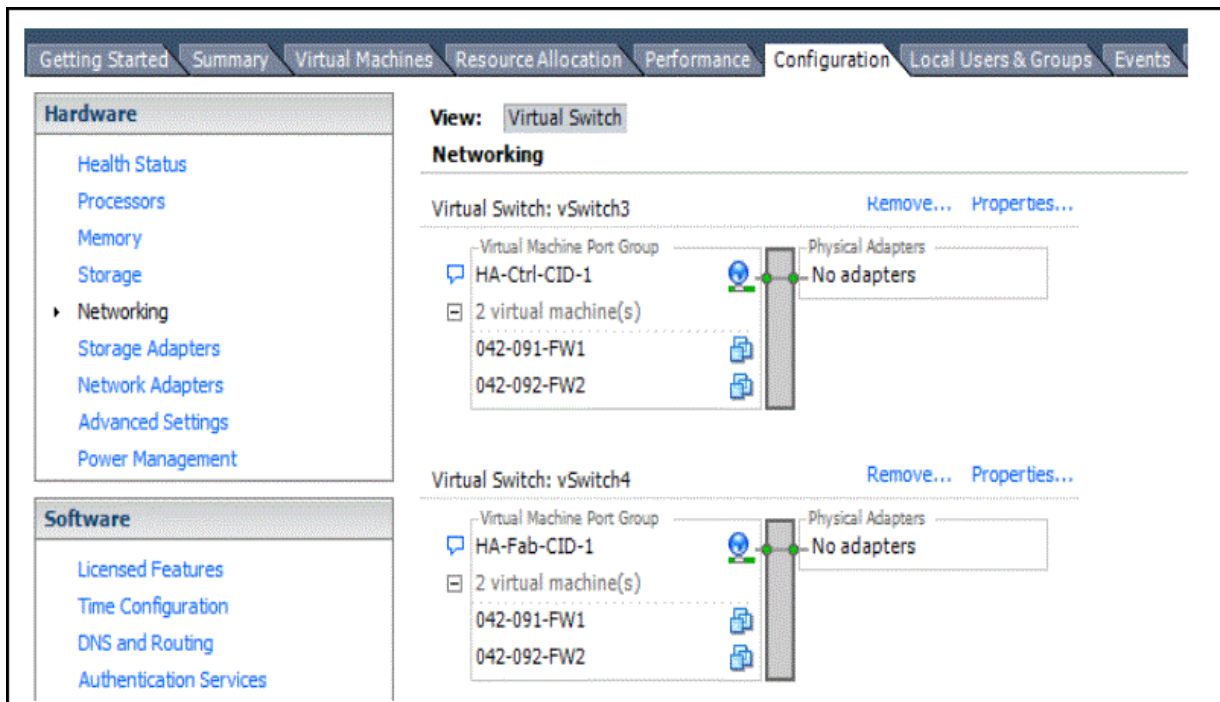 Getting Started Summary Virtual Machines Resource Allocation Performance Configuration Local Users & Groups Events
Hardware
Health Status
Processors
Memory
Storage
Networking
Storage Adapters
Network Adapters
Advanced Settings
Power Management
Software
Licensed Features
Time Configuration
DNS and Routing
Authentication Services
View: Virtual Switch
Networking
Virtual Switch: vSwitch3 Remove... Properties...
Virtual Machine Port Group Physical Adapters
HA-Ctrl-CID-1 No adapters
2 virtual machine(s)
042-091-FW1
042-092-FW2
Virtual Switch: vSwitch4 Remove... Properties...
Virtual Machine Port Group Physical Adapters
HA-Fab-CID-1 No adapters
2 virtual machine(s)
042-091-FW1
042-092-FW2